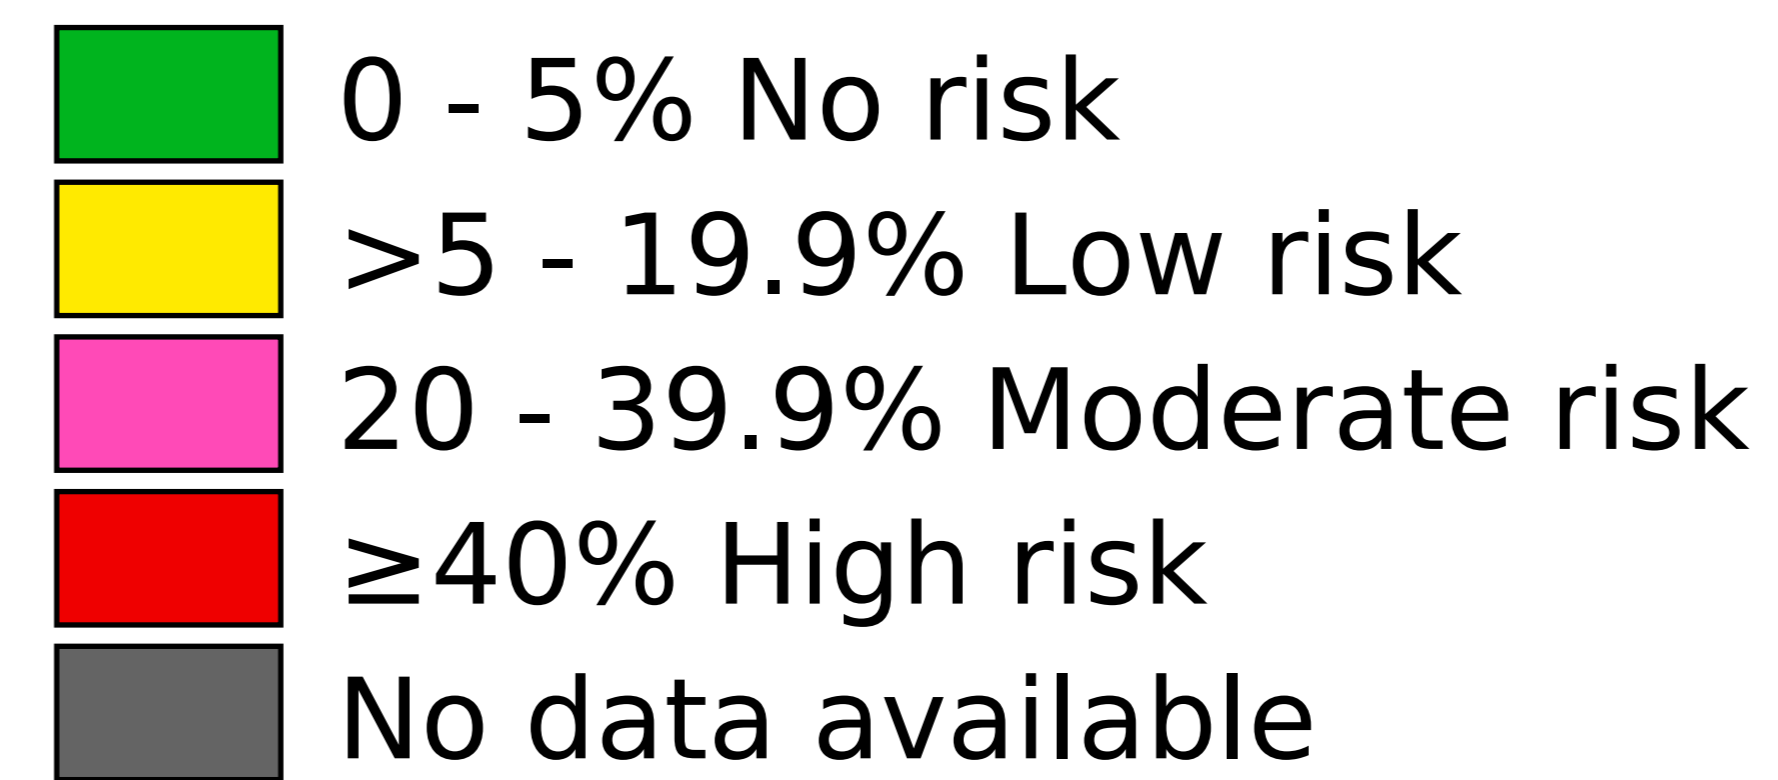 0 - 5% No risk
>5 - 19.9% Low risk
20 - 39.9% Moderate risk
≥40% High risk
No data available